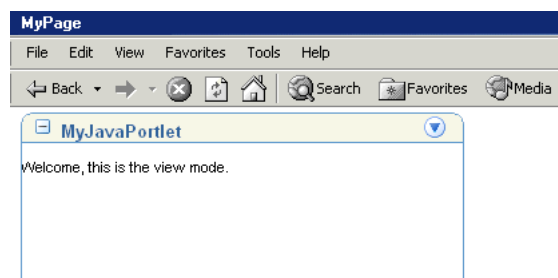 MyPage
File Edit View Favorites Tools Help
Back Search Favorites Media
MyJavaPortlet
Welcome, this is the view mode.